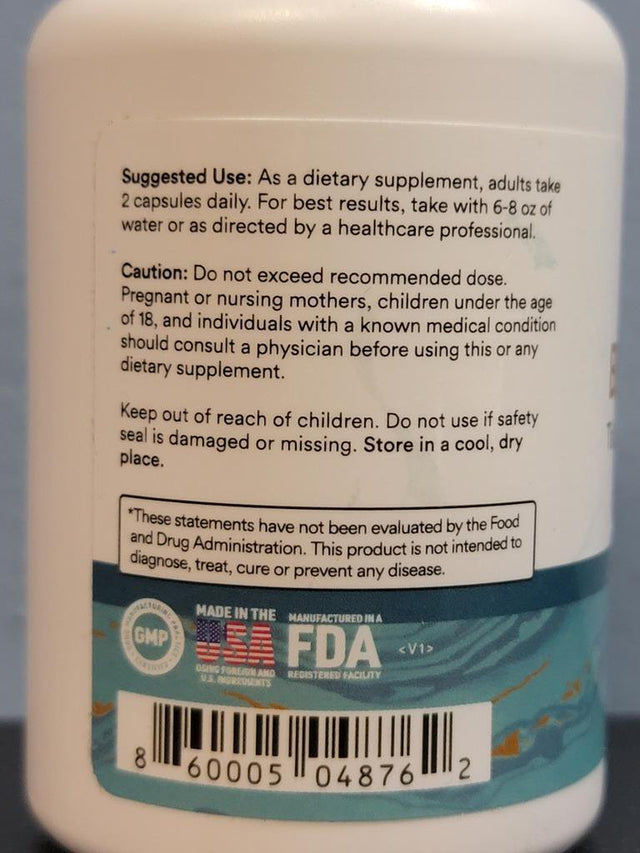 Suggested Use: As a dietary supplement, adults take
2 capsules daily. For best results, take with 6-8 oz of
water or as directed by a healthcare professional.
Caution: Do not exceed recommended dose.
Pregnant or nursing mothers, children under the age
of 18, and individuals with a known medical condition
should consult a physician before using this or any
dietary supplement.
Keep out of reach of children. Do not use if safety
seal is damaged or missing. Store in a cool, dry
place.
*These statements have not been evaluated by the Food
and Drug Administration. This product is not intended to
diagnose, treat, cure or prevent any disease.
GMP
MADE IN THE
USA
USING FOREIGN AND
U.S. INGREDIENTS
MANUFACTURED IN A
FDA
REGISTERED FACILITY
<V1>
8 60005 04876 2